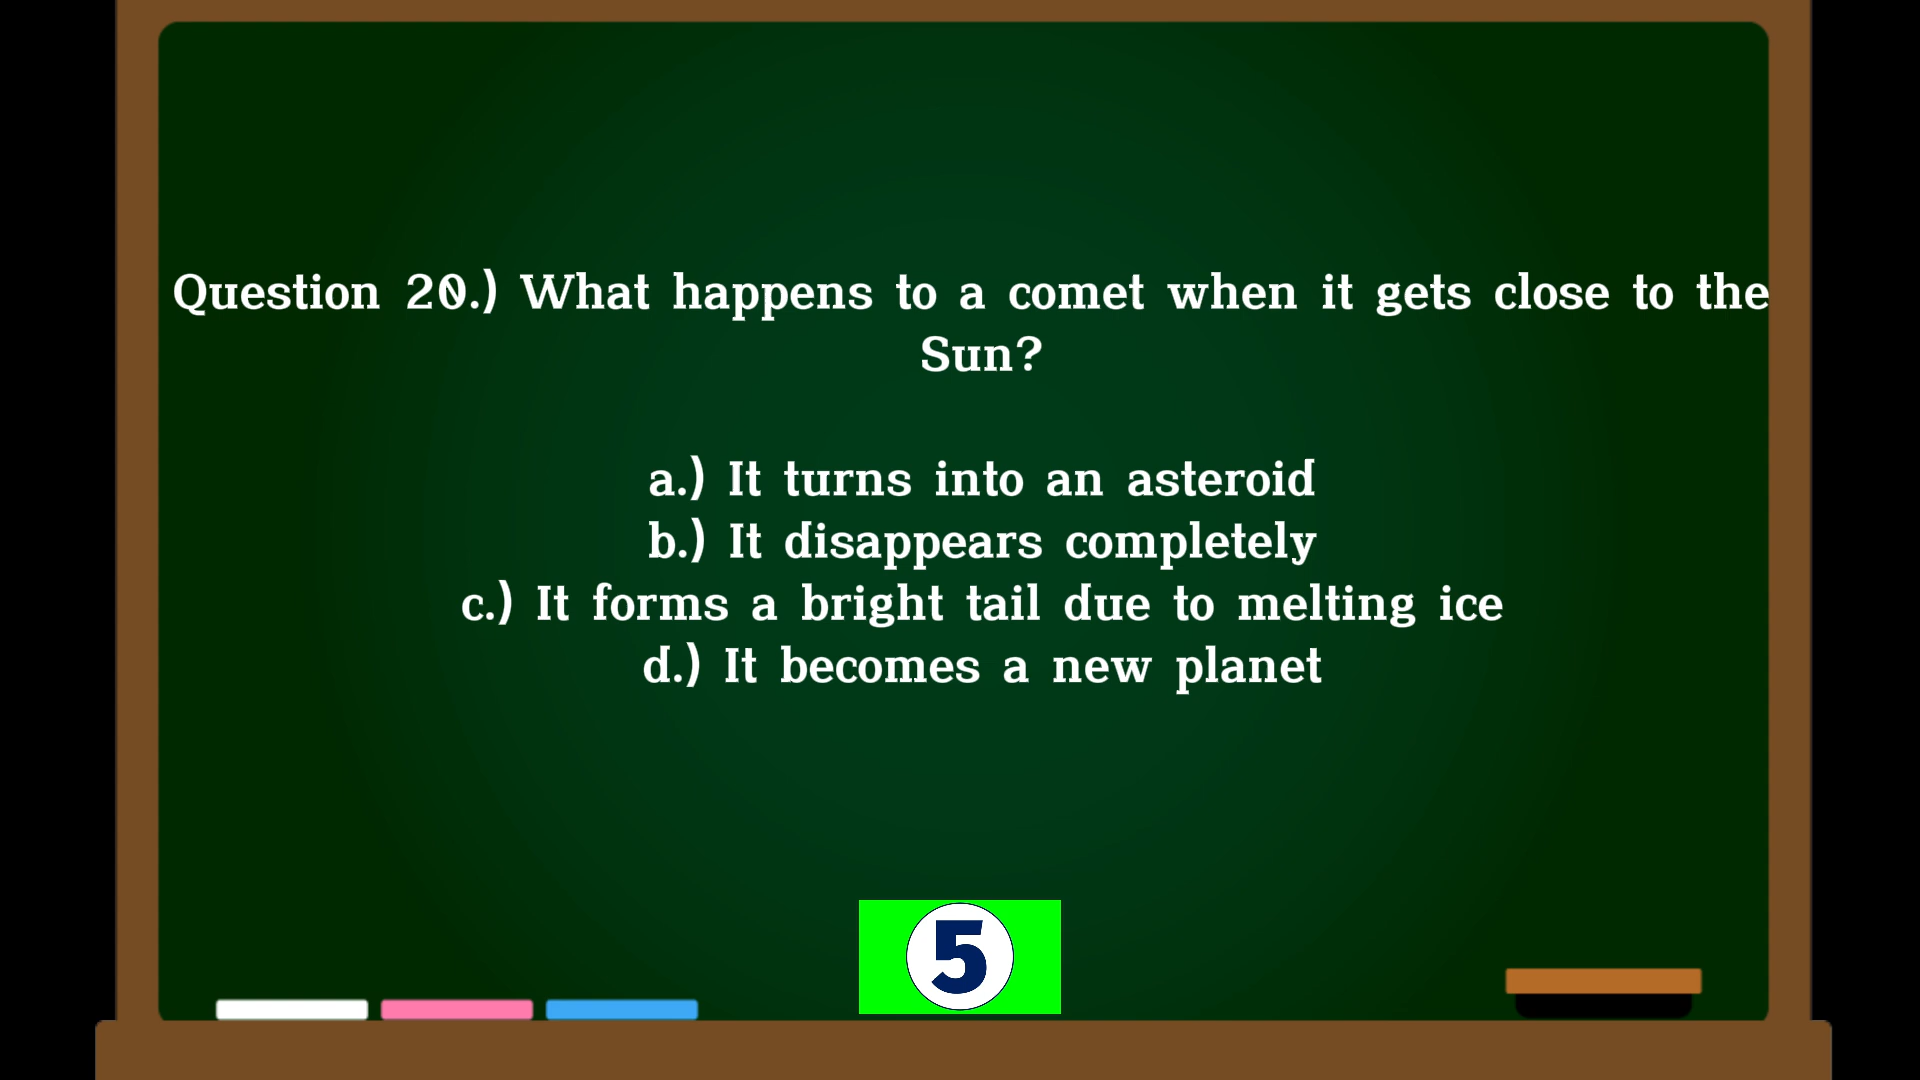 Question 20.) What happens to a comet when it gets close to the
Sun?
a.) It turns into an asteroid
b.) It disappears completely
c.) It forms a bright tail due to melting ice
d.) It becomes a new planet
5